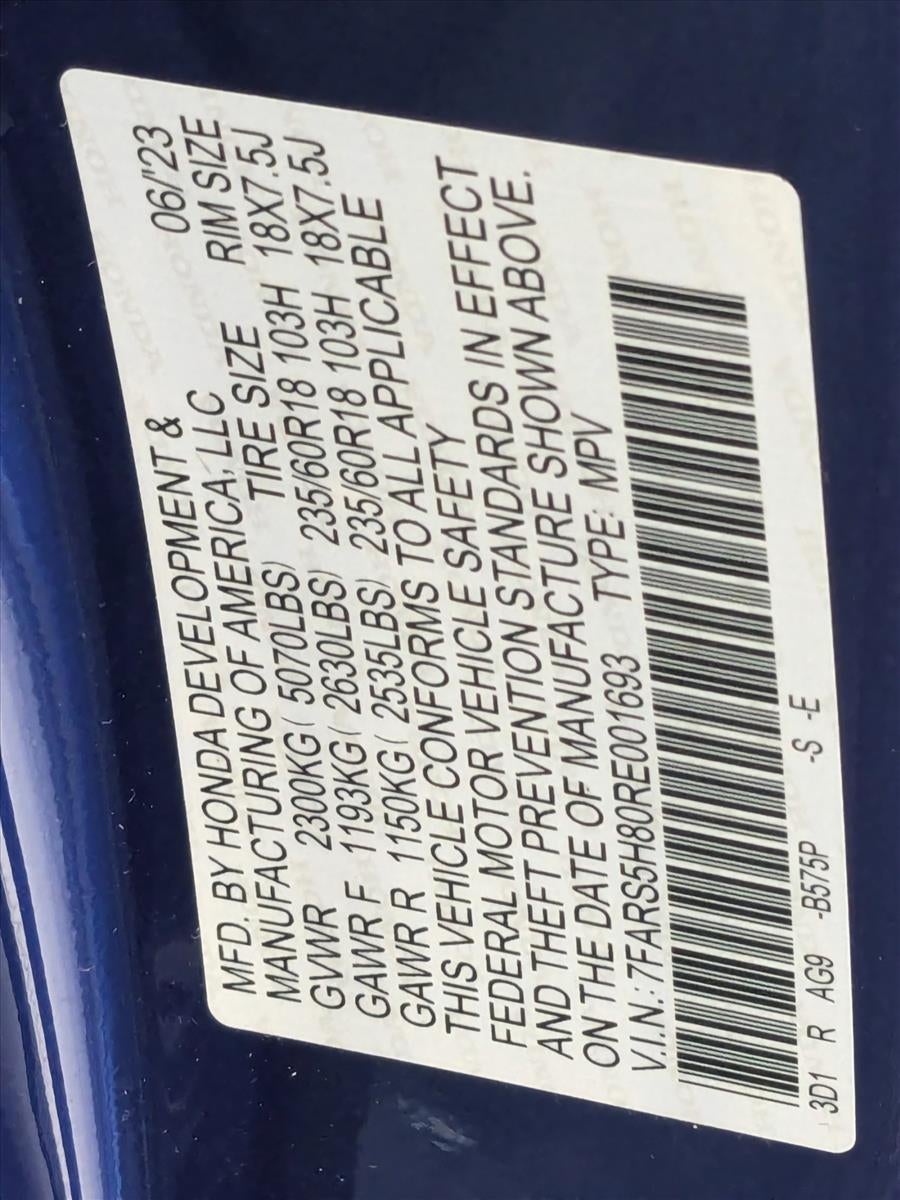 MFD. BY HONDA DEVELOPMENT & 06/'23
MANUFACTURING OF AMERICA, LLC RIM SIZE
GVWR 2300KG( 5070LBS) TIRE SIZE 18X7.5J
GAWR F 1193KG( 2630LBS) 235/60R18 103H 18X7.5J
GAWR R 1150KG( 2535LBS) 235/60R18 103H
THIS VEHICLE CONFORMS TO ALL APPLICABLE
FEDERAL MOTOR VEHICLE SAFETY
AND THEFT PREVENTION STANDARDS IN EFFECT
ON THE DATE OF MANUFACTURE SHOWN ABOVE.
V.I.N.: 7FARS5H80RE001693 TYPE: MPV
3D1 R AG9 -B575P -S -E